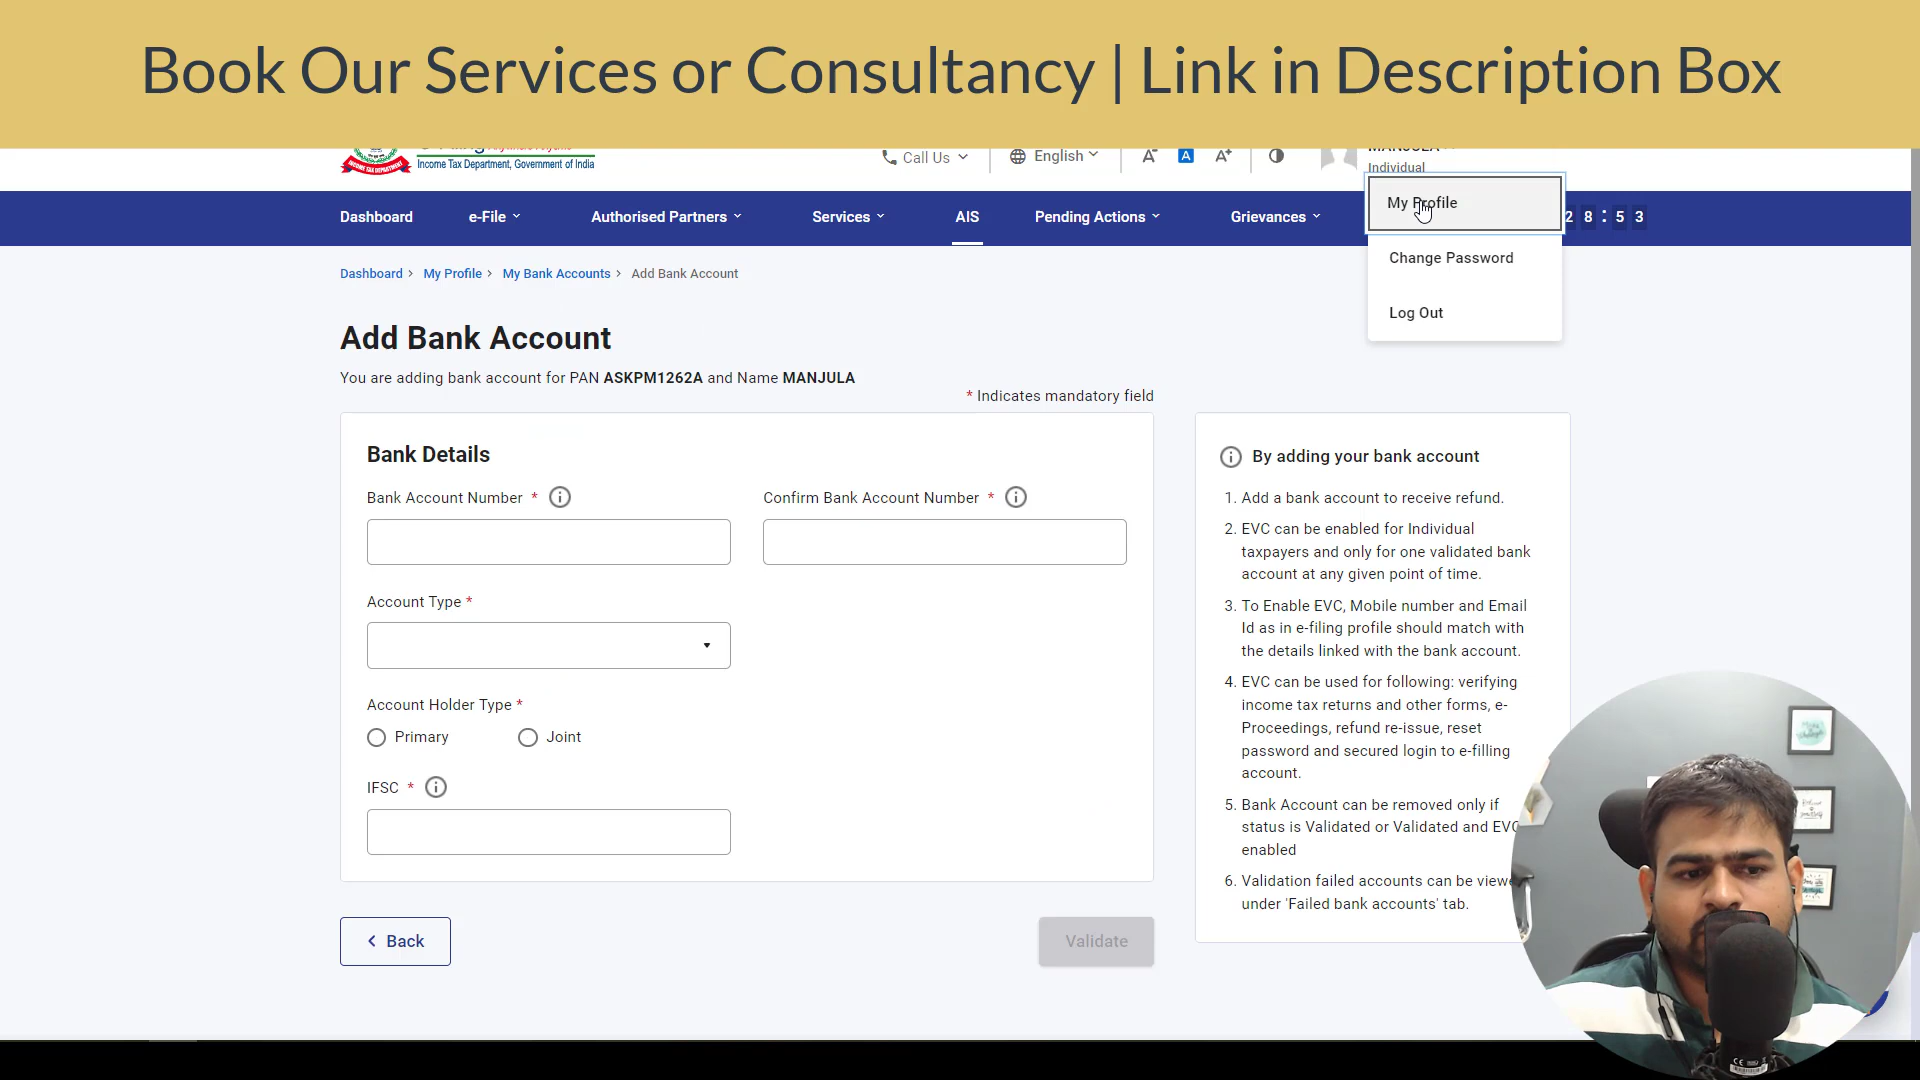 Book Our Services or Consultancy | Link in Description Box
Income Tax Department, Government of India
Call Us
English
A-
A
A+
MANJULA
Individual
Dashboard
e-File
Authorised Partners
Services
AIS
Pending Actions
Grievances
2 8 : 5 3
My Profile
Change Password
Log Out
Dashboard > My Profile > My Bank Accounts > Add Bank Account
Add Bank Account
You are adding bank account for PAN ASKPM1262A and Name MANJULA
* Indicates mandatory field
Bank Details
Bank Account Number *
Confirm Bank Account Number *
Account Type *
Account Holder Type *
Primary
Joint
IFSC *
< Back
Validate
By adding your bank account
1. Add a bank account to receive refund.
2. EVC can be enabled for Individual
taxpayers and only for one validated bank
account at any given point of time.
3. To Enable EVC, Mobile number and Email
Id as in e-filing profile should match with
the details linked with the bank account.
4. EVC can be used for following: verifying
income tax returns and other forms, e-
Proceedings, refund re-issue, reset
password and secured login to e-filling
account.
5. Bank Account can be removed only if
status is Validated or Validated and EVC
enabled
6. Validation failed accounts can be viewe
under 'Failed bank accounts' tab.